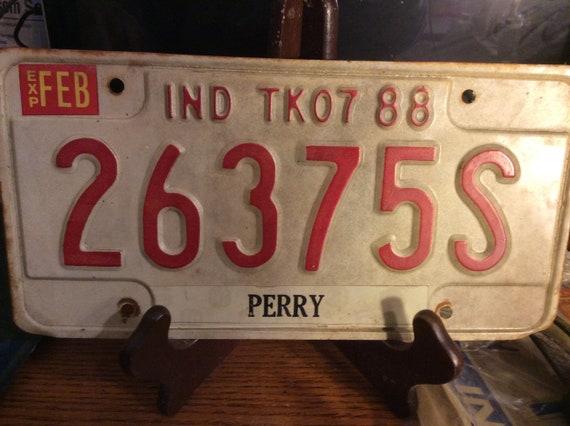 EXP FEB
IND TK07 88
26375S
PERRY